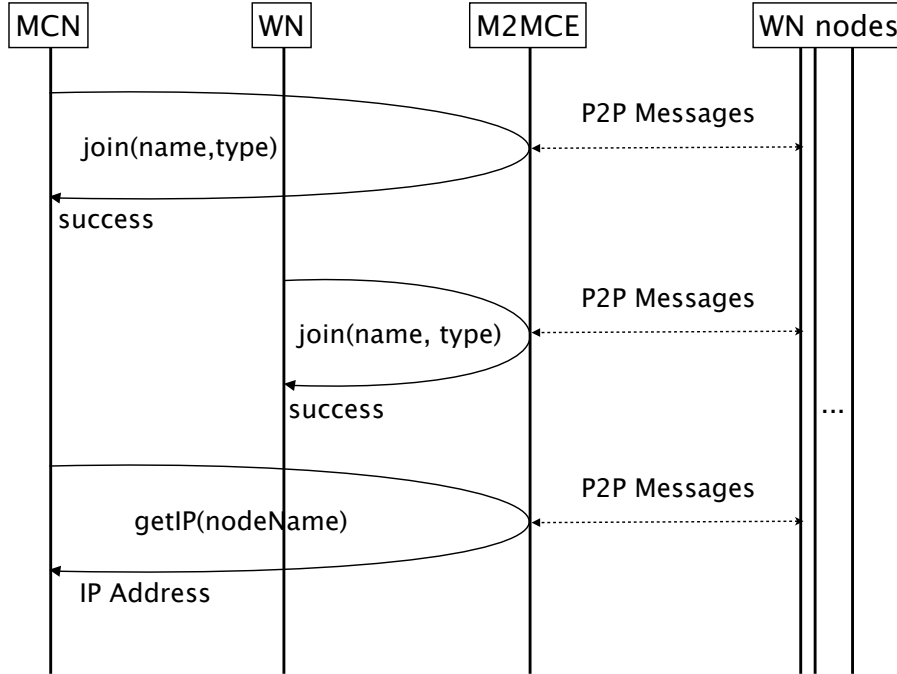 MCN
WN
M2MCE
WN nodes
P2P Messages
join(name,type)
success
P2P Messages
join(name, type)
success
...
P2P Messages
getIP(nodeName)
IP Address